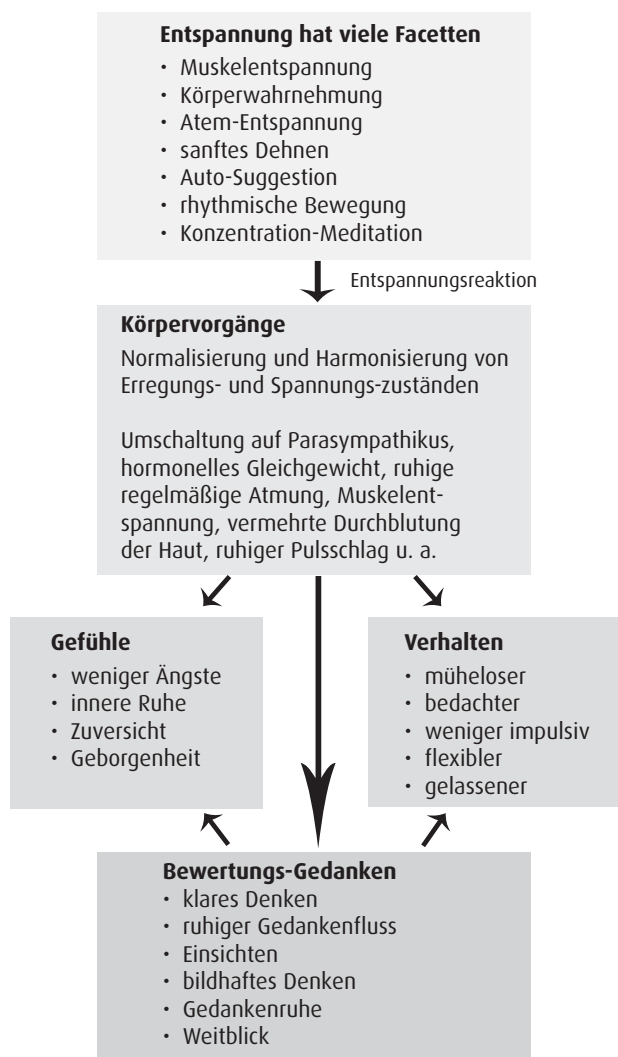 Entspannung hat viele Facetten
• Muskelentspannung
• Körperwahrnehmung
• Atem-Entspannung
• sanftes Dehnen
• Auto-Suggestion
• rhythmische Bewegung
• Konzentration-Meditation
Entspannungsreaktion
Körpervorgänge
Normalisierung und Harmonisierung von
Erregungs- und Spannungs-zuständen
Umschaltung auf Parasympathikus,
hormonelles Gleichgewicht, ruhige
regelmäßige Atmung, Muskelent-
spannung, vermehrte Durchblutung
der Haut, ruhiger Pulsschlag u. a.
Gefühle
• weniger Ängste
• innere Ruhe
• Zuversicht
• Geborgenheit
Verhalten
• müheloser
• bedachter
• weniger impulsiv
• flexibler
• gelassener
Bewertungs-Gedanken
• klares Denken
• ruhiger Gedankenfluss
• Einsichten
• bildhaftes Denken
• Gedankenruhe
• Weitblick